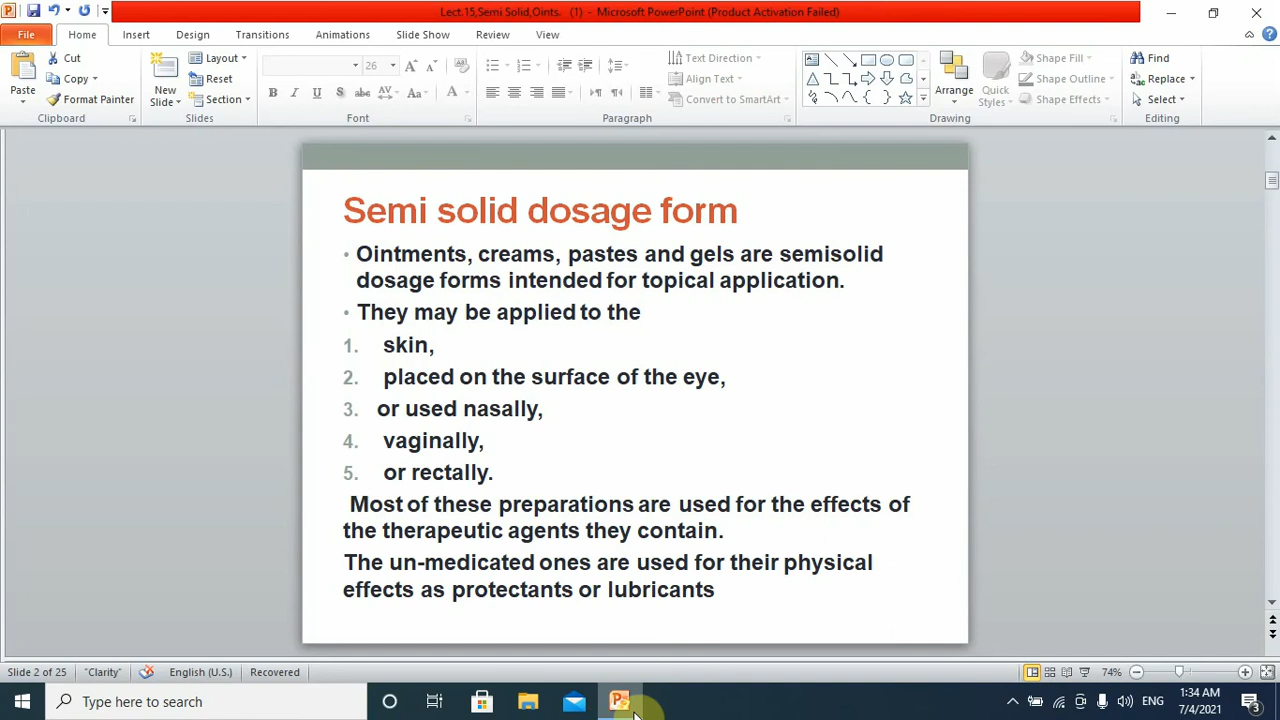 Lect.15,Semi Solid,Oints. (1) - Microsoft PowerPoint (Product Activation Failed)
File Home Insert Design Transitions Animations Slide Show Review View
Paste
Cut
Copy
Format Painter
Clipboard
New Slide
Layout
Reset
Section
Slides
26
Font
Text Direction
Align Text
Convert to SmartArt
Paragraph
Arrange
Quick Styles
Shape Fill
Shape Outline
Shape Effects
Drawing
Find
Replace
Select
Editing
Semi solid dosage form
• Ointments, creams, pastes and gels are semisolid
dosage forms intended for topical application.
• They may be applied to the
1. skin,
2. placed on the surface of the eye,
3. or used nasally,
4. vaginally,
5. or rectally.
Most of these preparations are used for the effects of
the therapeutic agents they contain.
The un-medicated ones are used for their physical
effects as protectants or lubricants
Slide 2 of 25 "Clarity" English (U.S.) Recovered 74%
Type here to search
ENG
1:34 AM
7/4/2021
3